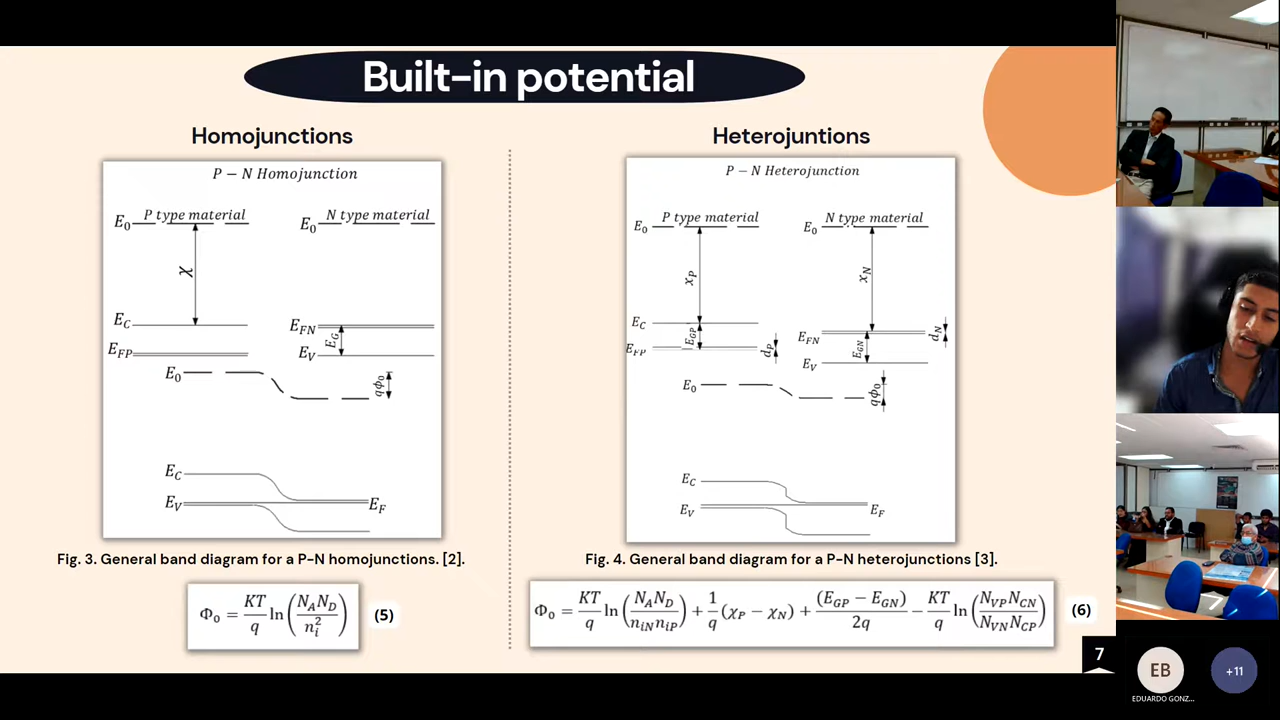 Built-in potential
Homojunctions
P − N Homojunction
P type material
N type material
E₀
E₀
χ
E_C
E_FN
E_G
E_FP
E_V
E₀
qϕ₀
E_C
E_V
E_F
Fig. 3. General band diagram for a P-N homojunctions. [2].
Φ₀ = KT/q ln(N_A N_D / n_i²)
(5)
Heterojuntions
P − N Heterojunction
P type material
N type material
E₀
E₀
χ_P
χ_N
E_C
E_GP
E_FN
E_GN
d_N
E_FP
d_P
E_V
E₀
qϕ₀
E_C
E_V
E_F
Fig. 4. General band diagram for a P-N heterojunctions [3].
Φ₀ = KT/q ln(N_A N_D / n_iN n_iP) + 1/q (χ_P − χ_N) + (E_GP − E_GN)/2q − KT/q ln(N_VP N_CN / N_VN N_CP)
(6)
7
EB
EDUARDO GONZ...
+11